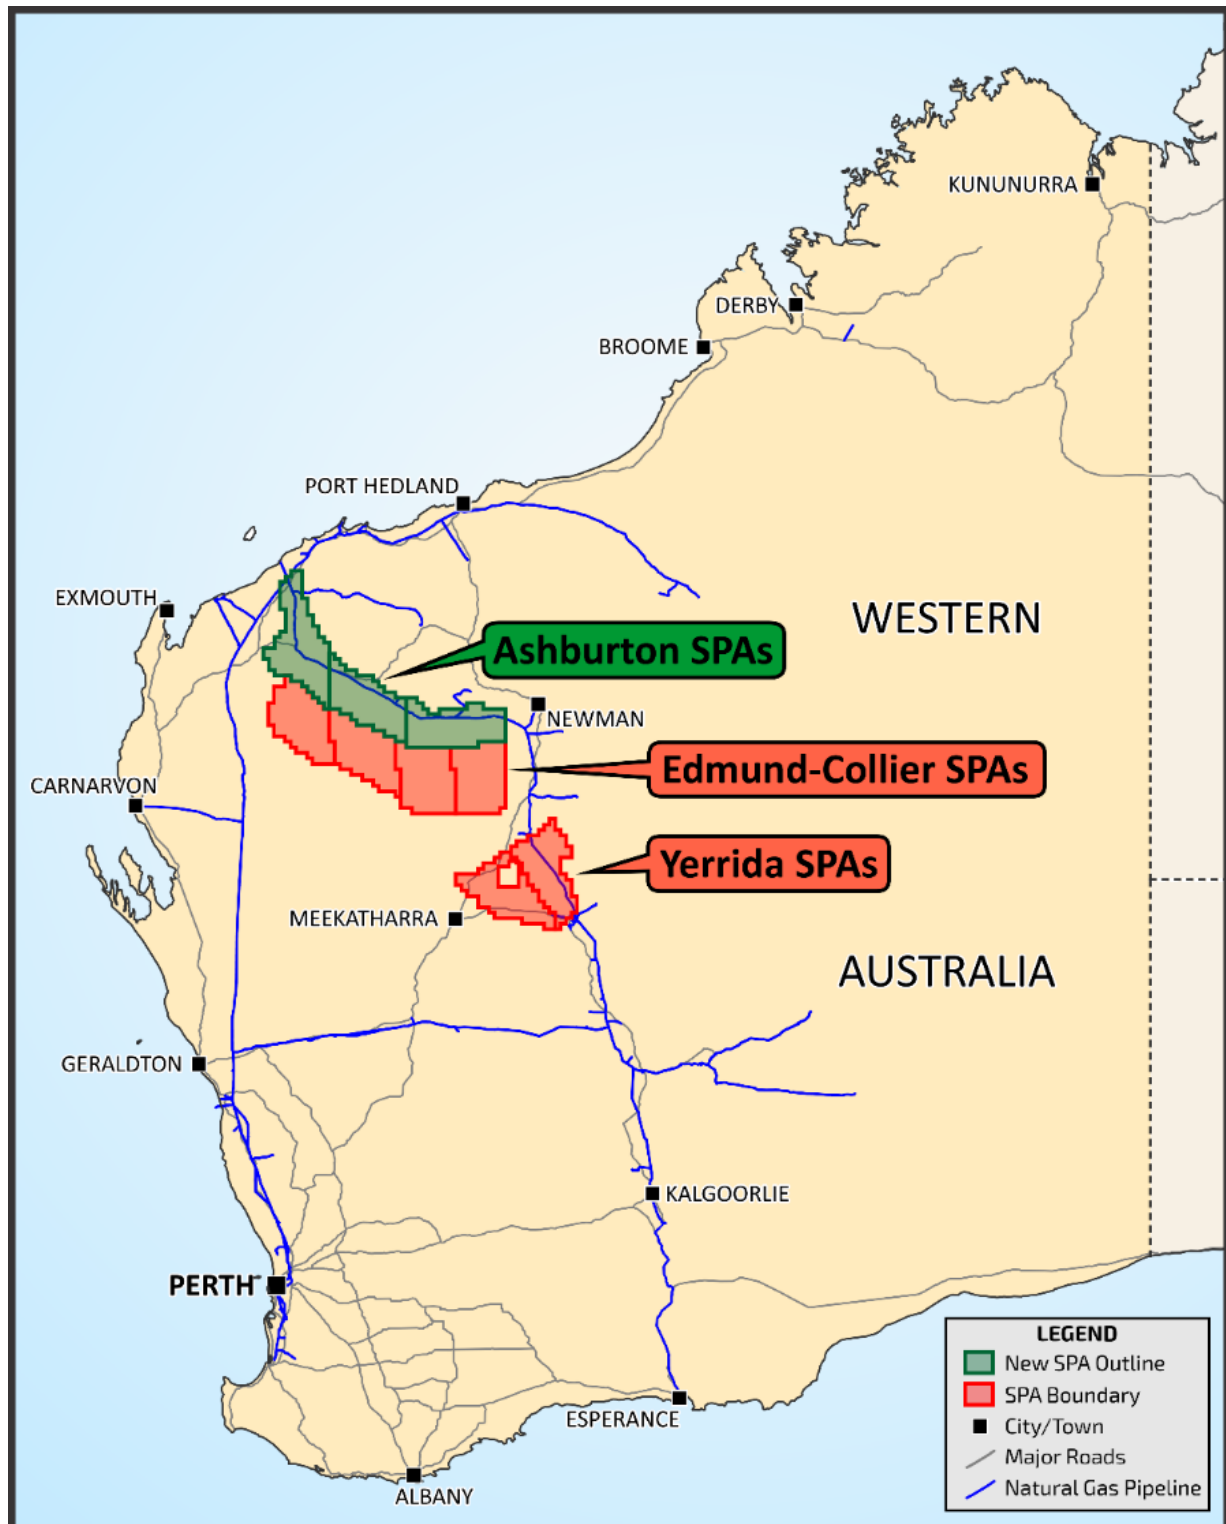 KUNUNURRA
DERBY
BROOME
PORT HEDLAND
EXMOUTH
WESTERN
Ashburton SPAs
NEWMAN
Edmund-Collier SPAs
CARNARVON
Yerrida SPAs
MEEKATHARRA
AUSTRALIA
GERALDTON
KALGOORLIE
PERTH
ESPERANCE
ALBANY
LEGEND
New SPA Outline
SPA Boundary
City/Town
Major Roads
Natural Gas Pipeline